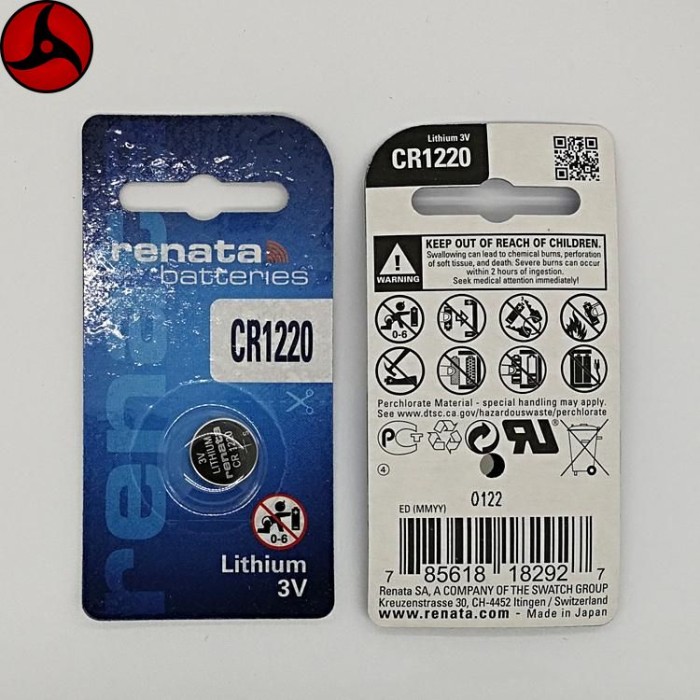 renata
batteries
CR1220
renata
3V
LITHIUM
renata
CR 1220
0-6
Lithium
3V
Lithium 3V
CR1220
WARNING
KEEP OUT OF REACH OF CHILDREN.
Swallowing can lead to chemical burns, perforation
of soft tissue, and death. Severe burns can occur
within 2 hours of ingestion.
Seek medical attention immediately!
0-6
Perchlorate Material - special handling may apply.
See www.dtsc.ca.gov/hazardouswaste/perchlorate
4
0122
ED (MMYY)
7 85618 18292 7
Renata SA, A COMPANY OF THE SWATCH GROUP
Kreuzenstrasse 30, CH-4452 Itingen / Switzerland
www.renata.com - Made in Japan